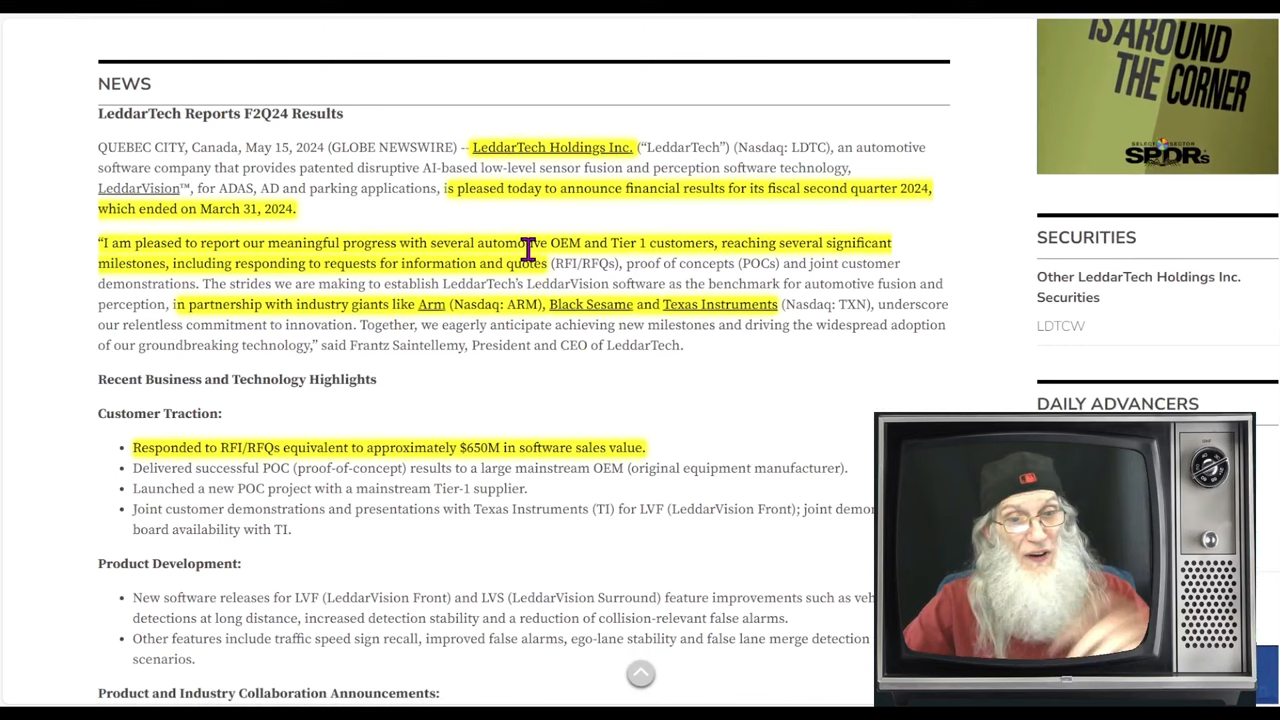 IS AROUND
THE CORNER
SELECT SECTOR
SPDRs
NEWS
LeddarTech Reports F2Q24 Results
QUEBEC CITY, Canada, May 15, 2024 (GLOBE NEWSWIRE) -- LeddarTech Holdings Inc. (“LeddarTech”) (Nasdaq: LDTC), an automotive
software company that provides patented disruptive AI-based low-level sensor fusion and perception software technology,
LeddarVision™, for ADAS, AD and parking applications, is pleased today to announce financial results for its fiscal second quarter 2024,
which ended on March 31, 2024.
“I am pleased to report our meaningful progress with several automotive OEM and Tier 1 customers, reaching several significant
milestones, including responding to requests for information and quotes (RFI/RFQs), proof of concepts (POCs) and joint customer
demonstrations. The strides we are making to establish LeddarTech’s LeddarVision software as the benchmark for automotive fusion and
perception, in partnership with industry giants like Arm (Nasdaq: ARM), Black Sesame and Texas Instruments (Nasdaq: TXN), underscore
our relentless commitment to innovation. Together, we eagerly anticipate achieving new milestones and driving the widespread adoption
of our groundbreaking technology,” said Frantz Saintellemy, President and CEO of LeddarTech.
Recent Business and Technology Highlights
Customer Traction:
• Responded to RFI/RFQs equivalent to approximately $650M in software sales value.
• Delivered successful POC (proof-of-concept) results to a large mainstream OEM (original equipment manufacturer).
• Launched a new POC project with a mainstream Tier-1 supplier.
• Joint customer demonstrations and presentations with Texas Instruments (TI) for LVF (LeddarVision Front); joint demon
board availability with TI.
Product Development:
• New software releases for LVF (LeddarVision Front) and LVS (LeddarVision Surround) feature improvements such as veh
detections at long distance, increased detection stability and a reduction of collision-relevant false alarms.
• Other features include traffic speed sign recall, improved false alarms, ego-lane stability and false lane merge detection
scenarios.
Product and Industry Collaboration Announcements:
SECURITIES
Other LeddarTech Holdings Inc.
Securities
LDTCW
DAILY ADVANCERS